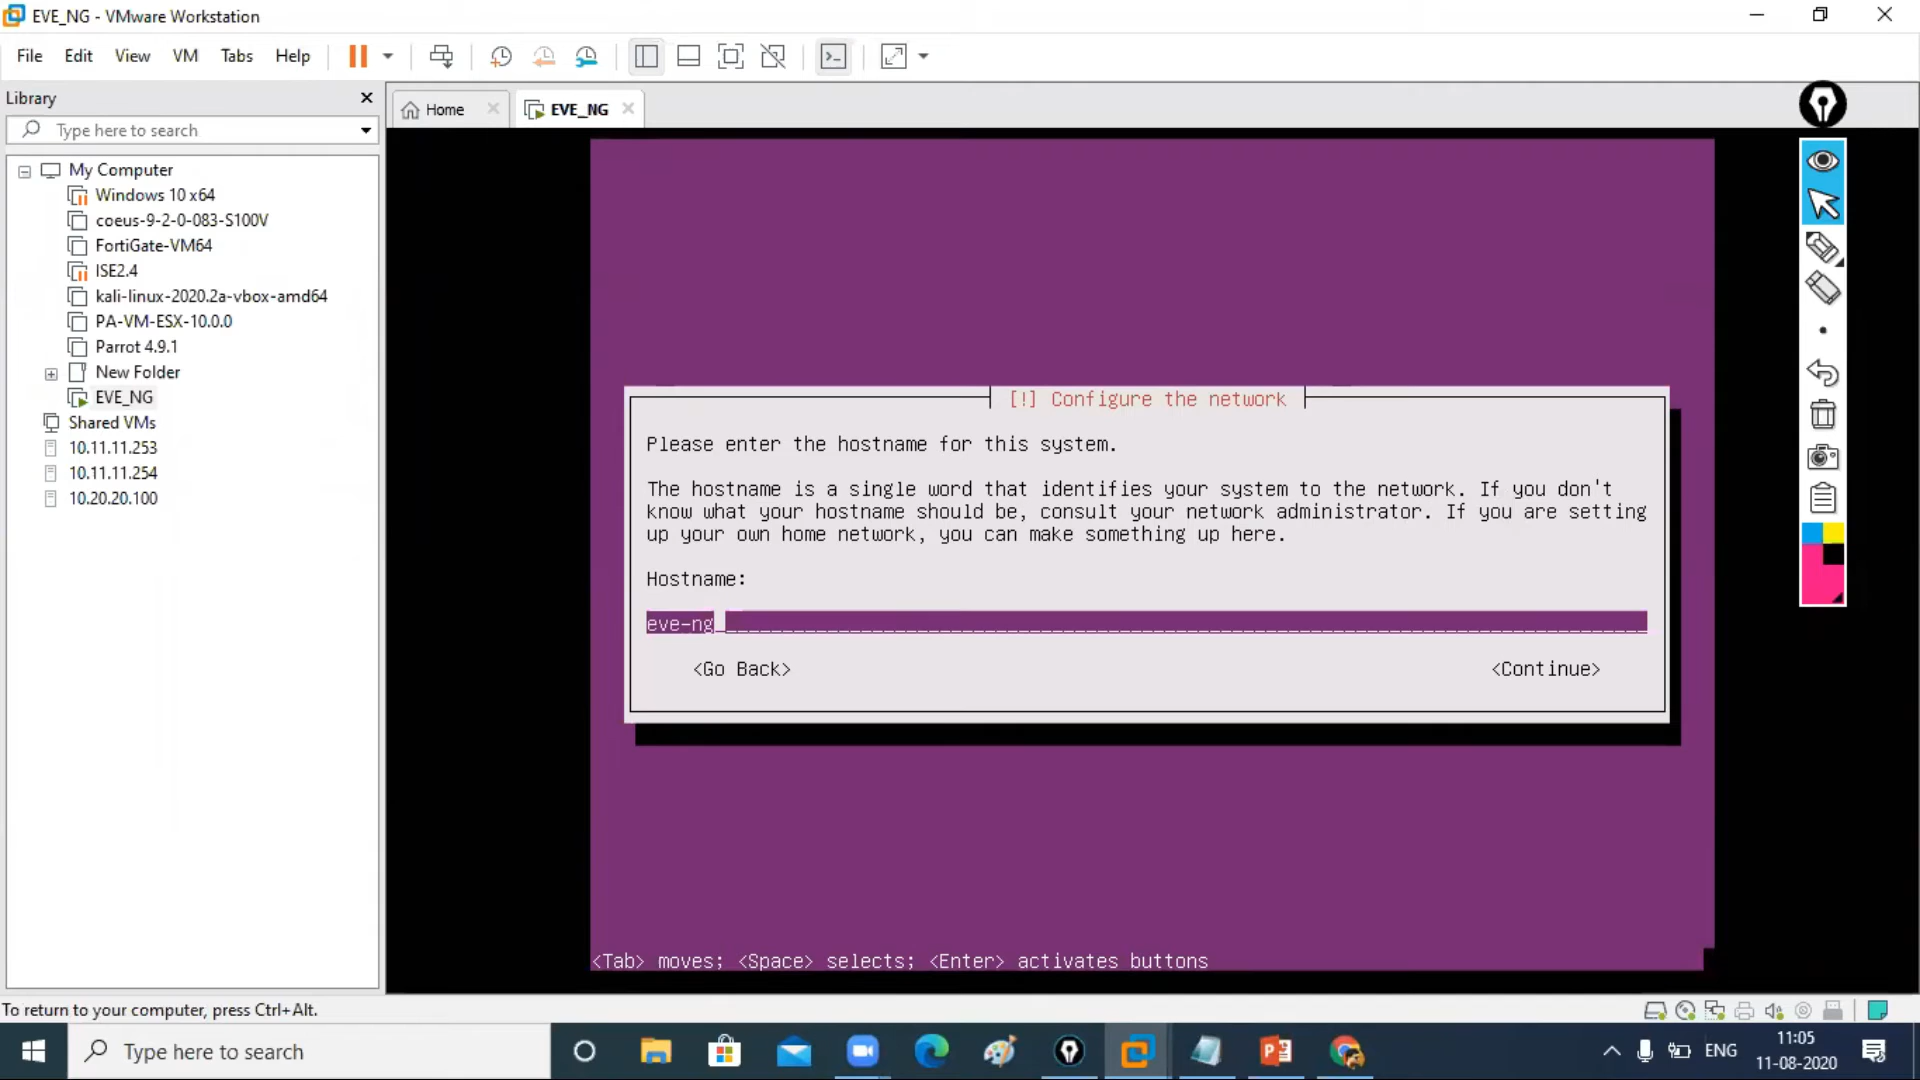 EVE_NG - VMware Workstation
File Edit View VM Tabs Help
Library
Type here to search
My Computer
Windows 10 x64
coeus-9-2-0-083-S100V
FortiGate-VM64
ISE2.4
kali-linux-2020.2a-vbox-amd64
PA-VM-ESX-10.0.0
Parrot 4.9.1
New Folder
EVE_NG
Shared VMs
10.11.11.253
10.11.11.254
10.20.20.100
Home
EVE_NG
[!] Configure the network
Please enter the hostname for this system.
The hostname is a single word that identifies your system to the network. If you don't
know what your hostname should be, consult your network administrator. If you are setting
up your own home network, you can make something up here.
Hostname:
eve-ng
<Go Back> <Continue>
<Tab> moves; <Space> selects; <Enter> activates buttons
To return to your computer, press Ctrl+Alt.
Type here to search
ENG
11:05
11-08-2020